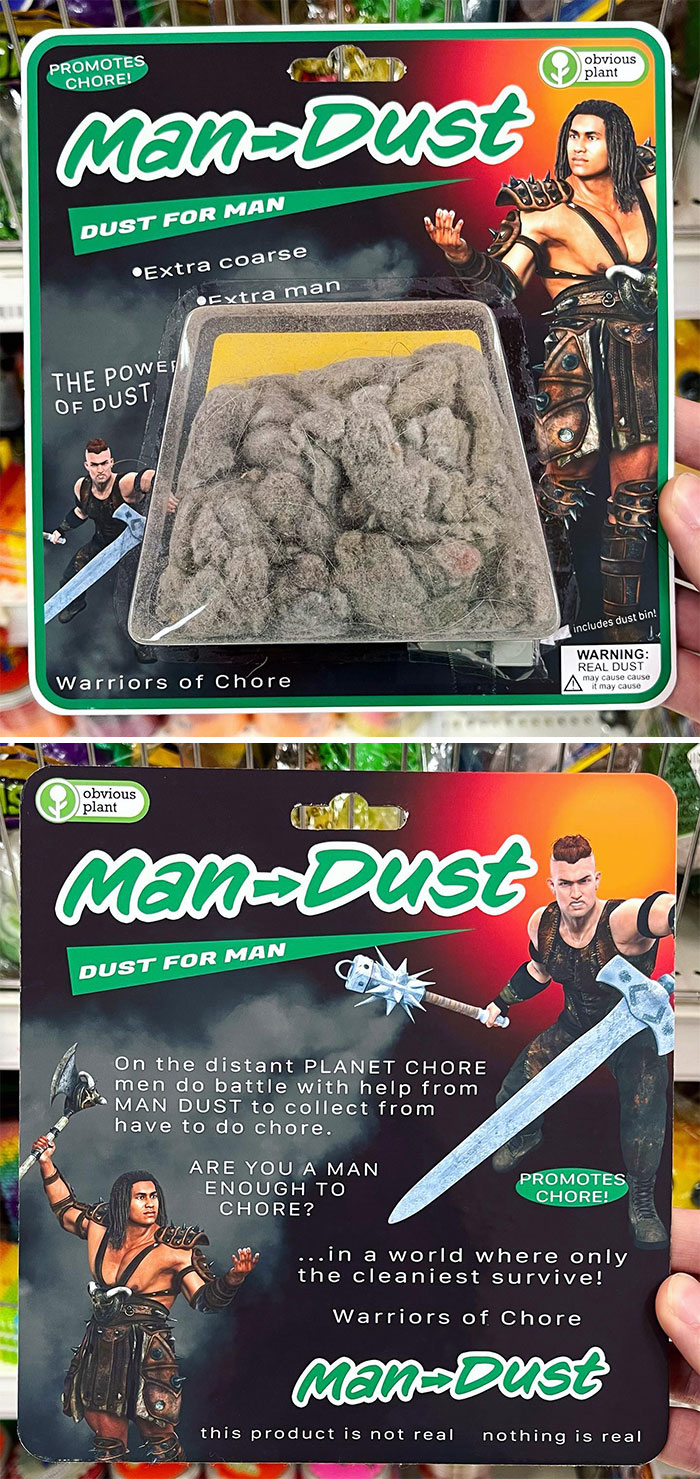 PROMOTES
CHORE!
obvious
plant
Man→Dust
DUST FOR MAN
•Extra coarse
•Extra man
THE POWER
OF DUST
includes dust bin!
WARNING:
REAL DUST
may cause cause
it may cause
Warriors of Chore
obvious
plant
Man→Dust
DUST FOR MAN
On the distant PLANET CHORE
men do battle with help from
MAN DUST to collect from
have to do chore.
ARE YOU A MAN
ENOUGH TO
CHORE?
PROMOTES
CHORE!
...in a world where only
the cleaniest survive!
Warriors of Chore
Man→Dust
this product is not real nothing is real